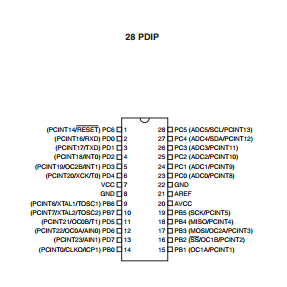 28 PDIP
(PCINT14/RESET) PC6 1 28 PC5 (ADC5/SCL/PCINT13)
(PCINT16/RXD) PD0 2 27 PC4 (ADC4/SDA/PCINT12)
(PCINT17/TXD) PD1 3 26 PC3 (ADC3/PCINT11)
(PCINT18/INT0) PD2 4 25 PC2 (ADC2/PCINT10)
(PCINT19/OC2B/INT1) PD3 5 24 PC1 (ADC1/PCINT9)
(PCINT20/XCK/T0) PD4 6 23 PC0 (ADC0/PCINT8)
VCC 7 22 GND
GND 8 21 AREF
(PCINT6/XTAL1/TOSC1) PB6 9 20 AVCC
(PCINT7/XTAL2/TOSC2) PB7 10 19 PB5 (SCK/PCINT5)
(PCINT21/OC0B/T1) PD5 11 18 PB4 (MISO/PCINT4)
(PCINT22/OC0A/AIN0) PD6 12 17 PB3 (MOSI/OC2A/PCINT3)
(PCINT23/AIN1) PD7 13 16 PB2 (SS/OC1B/PCINT2)
(PCINT0/CLKO/ICP1) PB0 14 15 PB1 (OC1A/PCINT1)